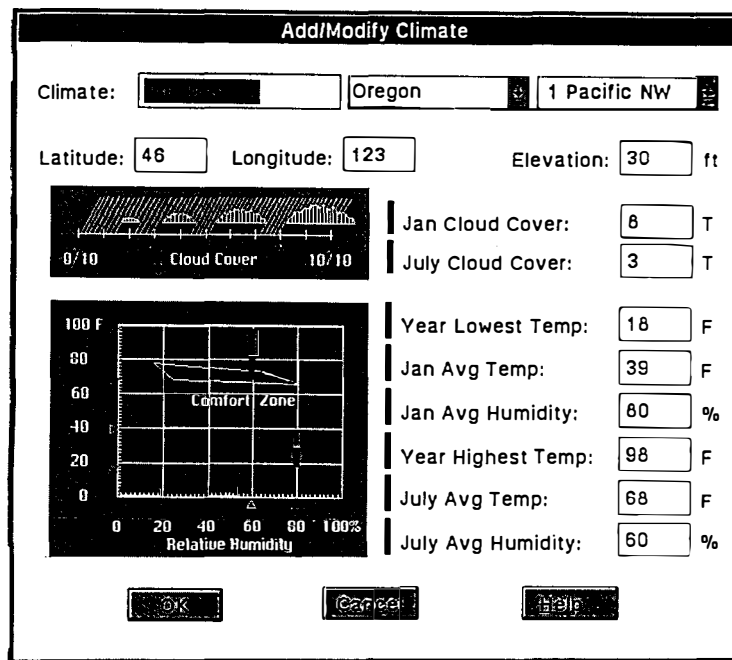 Add/Modify Climate
Climate: Oregon 1 Pacific NW
Latitude: 46 Longitude: 123 Elevation: 30 ft
Jan Cloud Cover: 8 T
July Cloud Cover: 3 T
0/10 Cloud Cover 10/10
Year Lowest Temp: 18 F
Jan Avg Temp: 39 F
Jan Avg Humidity: 80 %
Year Highest Temp: 98 F
July Avg Temp: 68 F
July Avg Humidity: 60 %
100 F
80
60
Comfort Zone
40
20
0
0 20 40 60 80 100%
Relative Humidity
OK Cancel Help